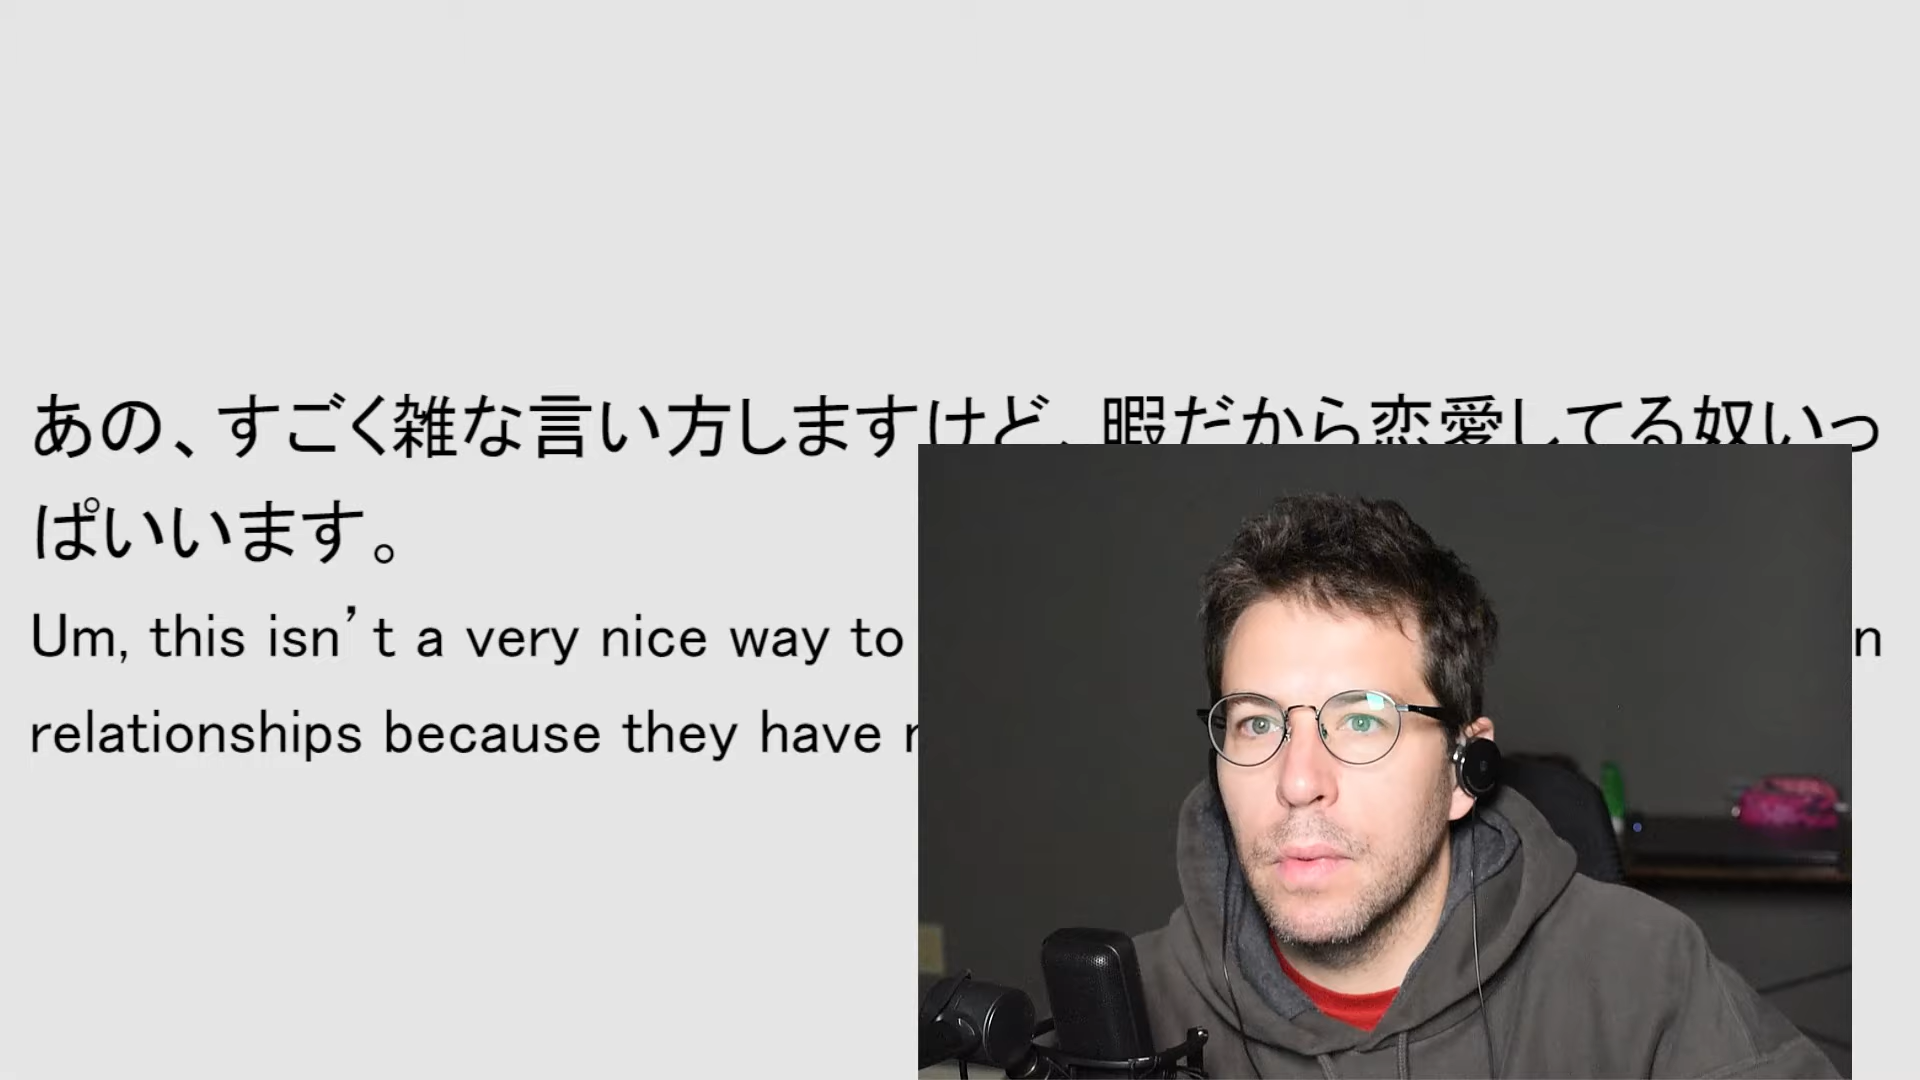 あの、すごく雑な言い方しますけど、暇だから恋愛してる奴いっ
ぱいいます。
Um, this isn’t a very nice way to n
relationships because they have